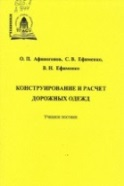 О. П. Афиногенов, С. В. Ефименко,
В. Н. Ефименко
КОНСТРУИРОВАНИЕ И РАСЧЕТ
ДОРОЖНЫХ ОДЕЖД
Учебное пособие